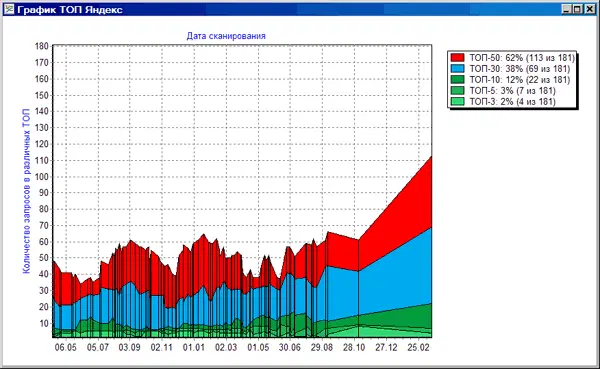 График ТОП Яндекс
Дата сканирования
Количество запросов в различных ТОП
180
170
160
150
140
130
120
110
100
90
80
70
60
50
40
30
20
10
06.05 05.07 03.09 02.11 01.01 02.03 01.05 30.06 29.08 28.10 27.12 25.02
ТОП-50: 62% (113 из 181)
ТОП-30: 38% (69 из 181)
ТОП-10: 12% (22 из 181)
ТОП-5: 3% (7 из 181)
ТОП-3: 2% (4 из 181)